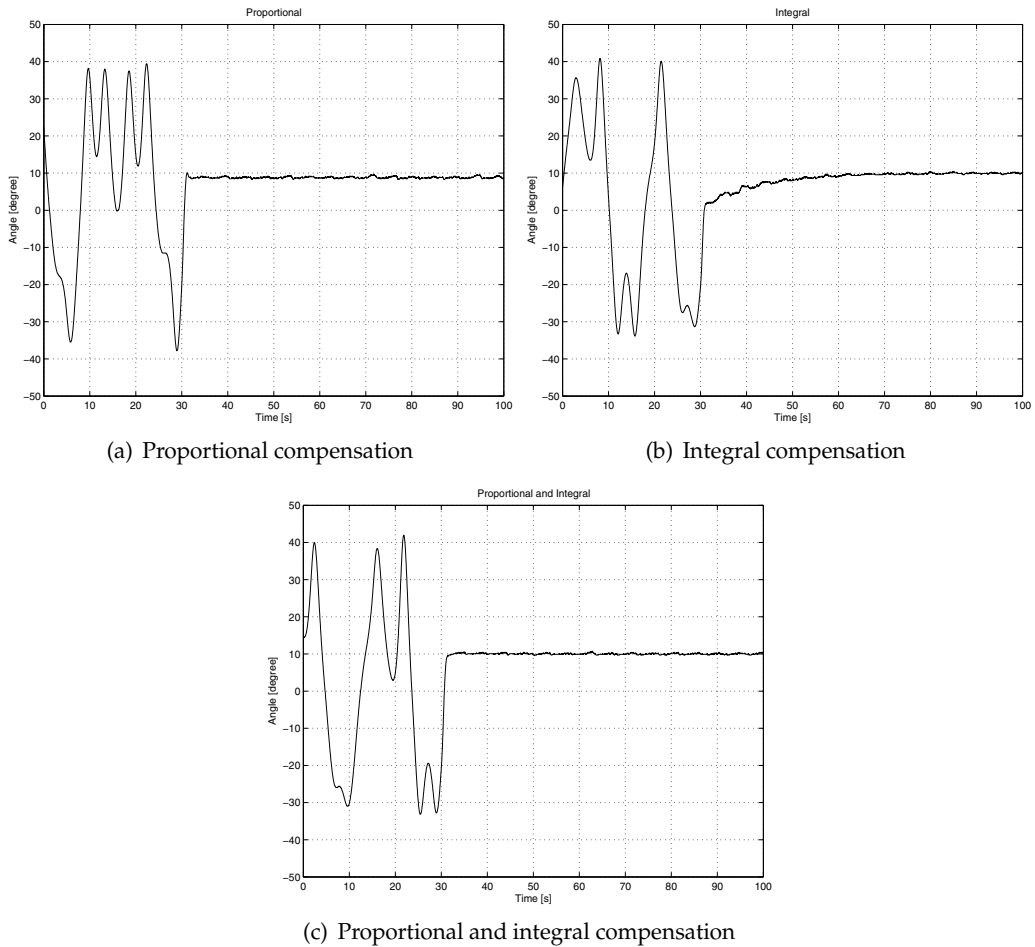 Proportional
50
40
30
20
10
0
−10
−20
−30
−40
−50
Angle [degree]
0 10 20 30 40 50 60 70 80 90 100
Time [s]
(a) Proportional compensation
Integral
50
40
30
20
10
0
−10
−20
−30
−40
−50
Angle [degree]
0 10 20 30 40 50 60 70 80 90 100
Time [s]
(b) Integral compensation
Proportional and Integral
50
40
30
20
10
0
−10
−20
−30
−40
−50
Angle [degree]
0 10 20 30 40 50 60 70 80 90 100
Time [s]
(c) Proportional and integral compensation